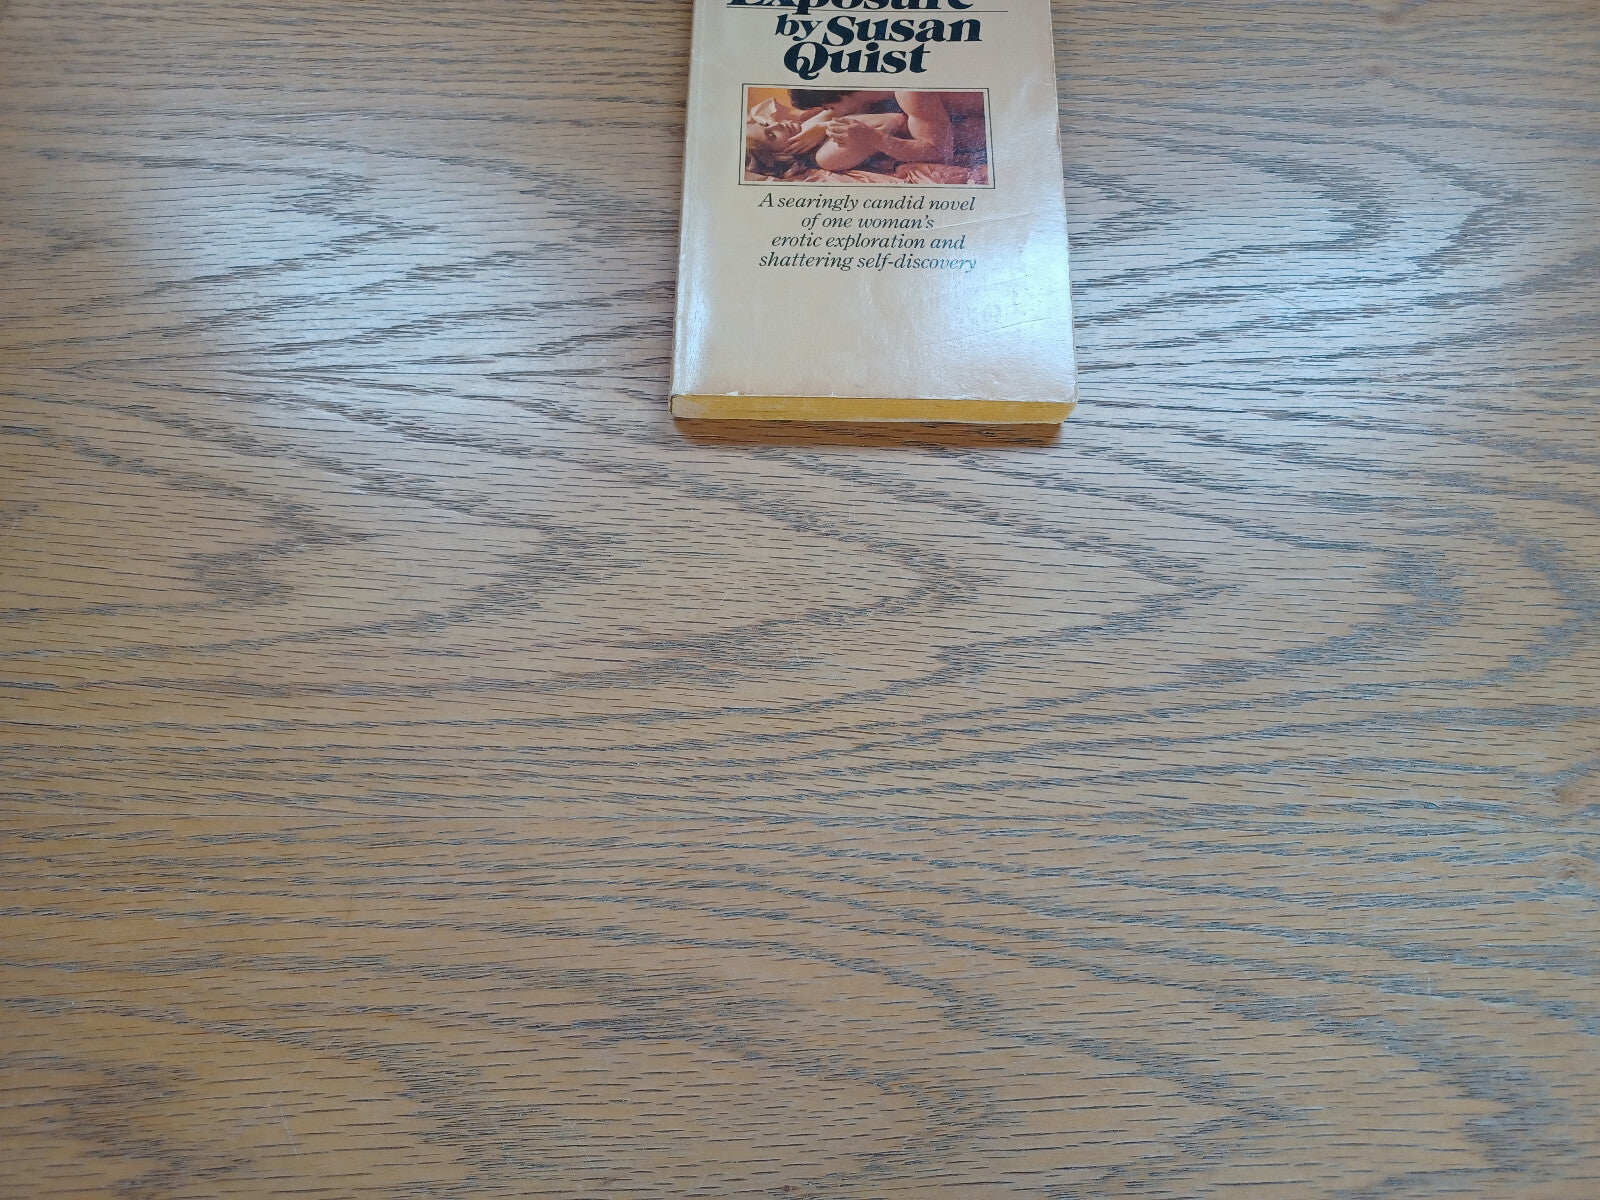 Exposure
by Susan
Quist
A searingly candid novel
of one woman's
erotic exploration and
shattering self-discovery